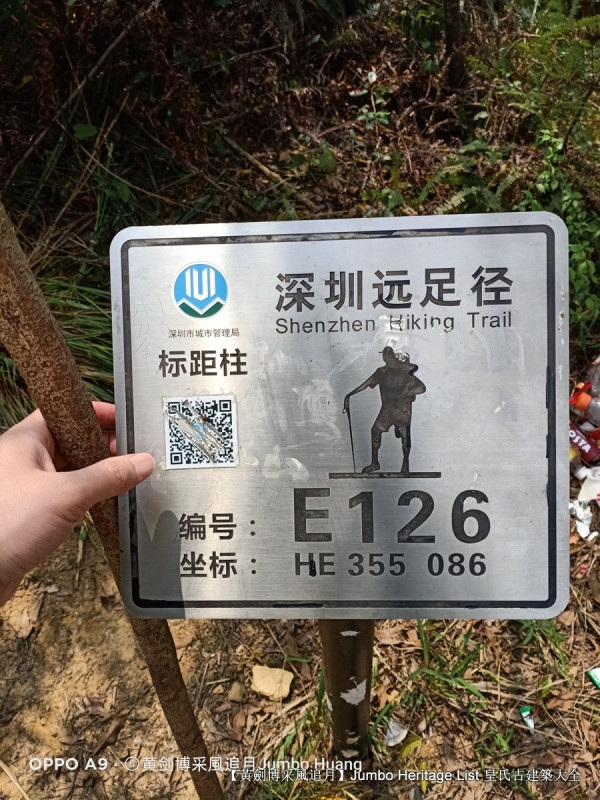 深圳远足径
Shenzhen Hiking Trail
深圳市城市管理局
标距柱
编号：E126
坐标：HE 355 086
OPPO A9 · ©黄剑博采風追月Jumbo Huang
【黃劍博采風追月】Jumbo Heritage List 皇氏古建築大全